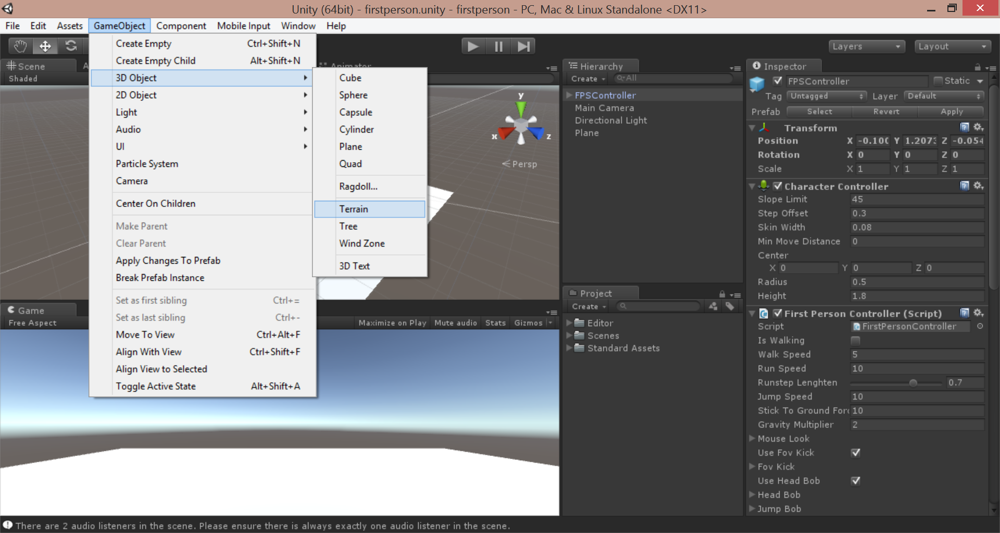 Unity (64bit) - firstperson.unity - firstperson - PC, Mac & Linux Standalone <DX11>
File Edit Assets GameObject Component Mobile Input Window Help
Layers
Layout
Scene
Shaded
Create Empty Ctrl+Shift+N
Create Empty Child Alt+Shift+N
3D Object
2D Object
Light
Audio
UI
Particle System
Camera
Center On Children
Make Parent
Clear Parent
Apply Changes To Prefab
Break Prefab Instance
Set as first sibling Ctrl+=
Set as last sibling Ctrl+-
Move To View Ctrl+Alt+F
Align With View Ctrl+Shift+F
Align View to Selected
Toggle Active State Alt+Shift+A
Animator
Cube
Sphere
Capsule
Cylinder
Plane
Quad
Ragdoll...
Terrain
Tree
Wind Zone
3D Text
y
x
z
Persp
Game
Free Aspect
Maximize on Play Mute audio Stats Gizmos
Hierarchy
Create All
FPSController
Main Camera
Directional Light
Plane
Project
Create
Editor
Scenes
Standard Assets
Inspector
FPSController Static
Tag Untagged Layer Default
Prefab Select Revert Apply
Transform
Position X -0.100 Y 1.2073 Z -0.054
Rotation X 0 Y 0 Z 0
Scale X 1 Y 1 Z 1
Character Controller
Slope Limit 45
Step Offset 0.3
Skin Width 0.08
Min Move Distance 0
Center
X 0 Y 0 Z 0
Radius 0.5
Height 1.8
First Person Controller (Script)
Script FirstPersonController
Is Walking
Walk Speed 5
Run Speed 10
Runstep Lenghten 0.7
Jump Speed 10
Stick To Ground Forc 10
Gravity Multiplier 2
Mouse Look
Use Fov Kick
Fov Kick
Use Head Bob
Head Bob
Jump Bob
There are 2 audio listeners in the scene. Please ensure there is always exactly one audio listener in the scene.